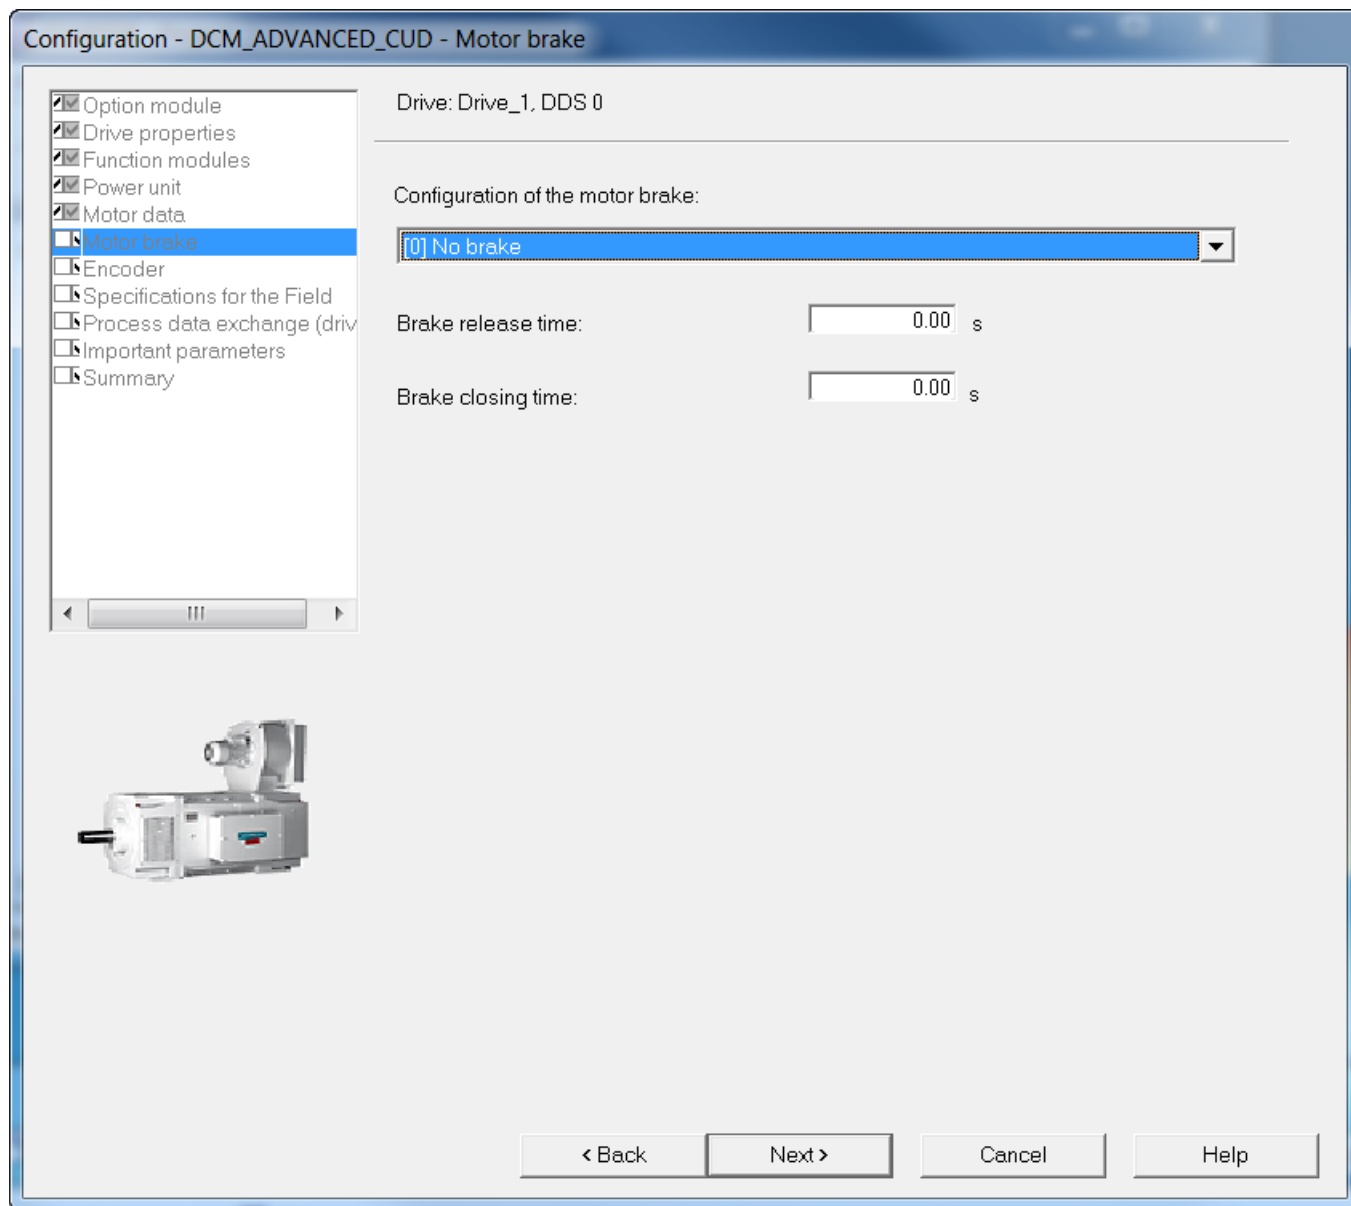 Configuration - DCM_ADVANCED_CUD - Motor brake
Option module
Drive properties
Function modules
Power unit
Motor data
Motor brake
Encoder
Specifications for the Field
Process data exchange (driv
Important parameters
Summary
Drive: Drive_1, DDS 0
Configuration of the motor brake:
[0] No brake
Brake release time: 0.00 s
Brake closing time: 0.00 s
< Back Next > Cancel Help